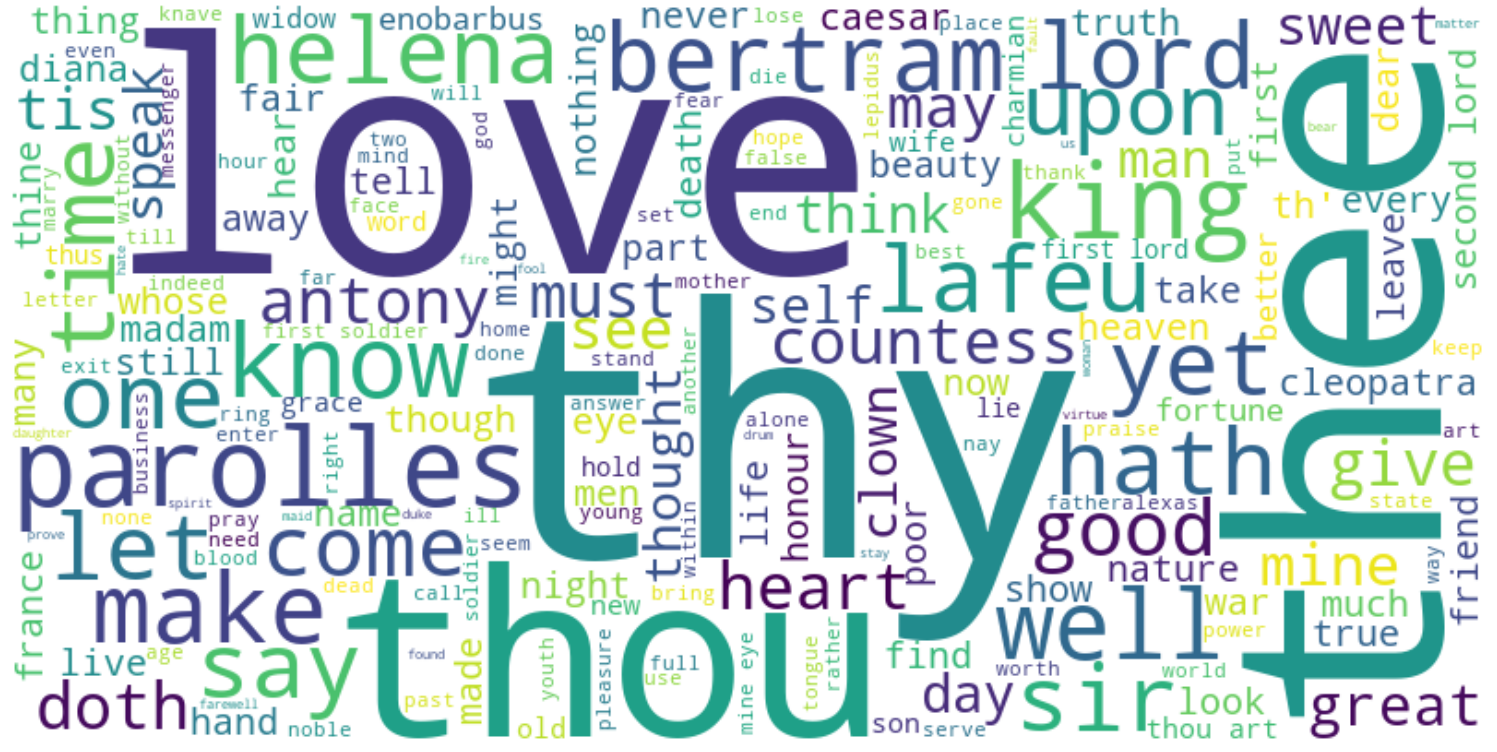 thing
knave
widow
enobarbus
never
lose
caesar
place
truth
sweet
matter
even
diana
helena
nothing
bertram
die
charmian
fault
lord
dear
tis
speak
messenger
fair
will
love
god
fear
lepidus
may
upon
us
first
bear
thee
second lord
hear
two
mind
tell
face
word
hour
death
hope
false
wife
beauty
thank
man
put
thine
marry
time
without
away
set
end
think
gone
king
th'
every
thus
till
hate
might
part
best
first lord
better
leave
letter
indeed
whose
far
fire
fool
mother
self
lafeu
take
madam
antony
must
first soldier
home
see
countess
heaven
keep
many
exit
still
know
done
stand
another
woman
yet
cleopatra
one
ring
grace
answer
thy
now
lie
virtue
fortune
daughter
business
enter
though
eye
thought
alone
drum
clown
nay
praise
art
parolles
right
hold
men
young
life
honour
hath
give
spirit
father
alexas
state
none
pray
need
maid
name
duke
ill
within
poor
good
friend
prove
let
blood
come
seem
stay
nature
mine
way
france
make
dead
call
soldier
night
new
bring
heart
show
well
war
power
much
true
live
age
say
thou
found
made
youth
pleasure
full
use
mine eye
tongue
rather
find
worth
world
doth
farewell
hand
noble
past
old
son
day
serve
sir
look
thou art
great